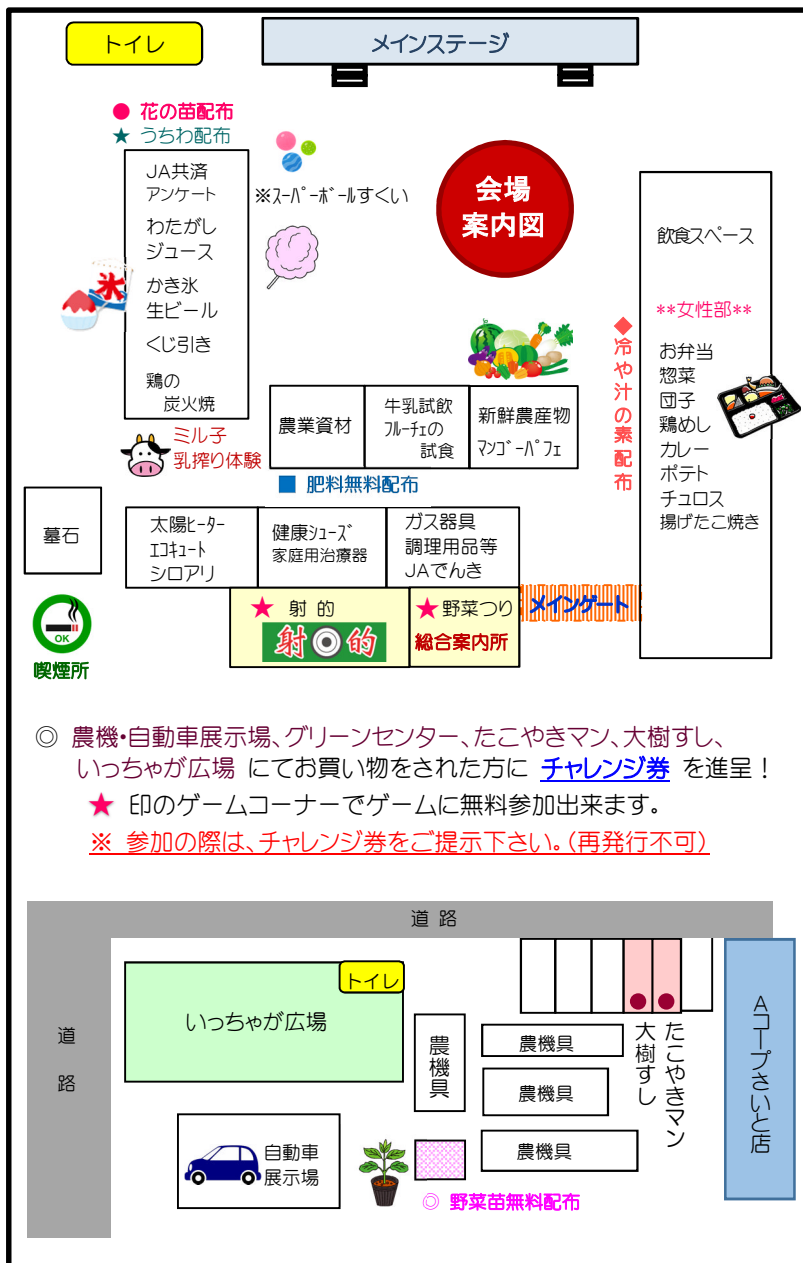 トイレ
メインステージ
● 花の苗配布
★ うちわ配布
JA共済
アンケート
わたがし
ジュース
かき氷
生ビール
くじ引き
鶏の
炭火焼
氷
※スーパーボールすくい
会場
案内図
飲食スペース
**女性部**
お弁当
惣菜
団子
鶏めし
カレー
ポテト
チュロス
揚げたこ焼き
◆冷や汁の素配布
農業資材
牛乳試飲
フルーチェの
試食
新鮮農産物
マンゴーパフェ
ミル子
乳搾り体験
■ 肥料無料配布
墓石
太陽ヒーター
エコキュート
シロアリ
健康シューズ
家庭用治療器
ガス器具
調理用品等
JAでんき
★ 射的
射的
★野菜つり
総合案内所
メインゲート
OK
喫煙所
◎ 農機・自動車展示場、グリーンセンター、たこやきマン、大樹すし、
いっちゃが広場 にてお買い物をされた方に チャレンジ券 を進呈!
★ 印のゲームコーナーでゲームに無料参加出来ます。
※ 参加の際は、チャレンジ券をご提示下さい。(再発行不可)
道路
道路
トイレ
いっちゃが広場
農機具
農機具
農機具
農機具
大樹すし
たこやきマン
Aコープさいと店
自動車
展示場
◎ 野菜苗無料配布